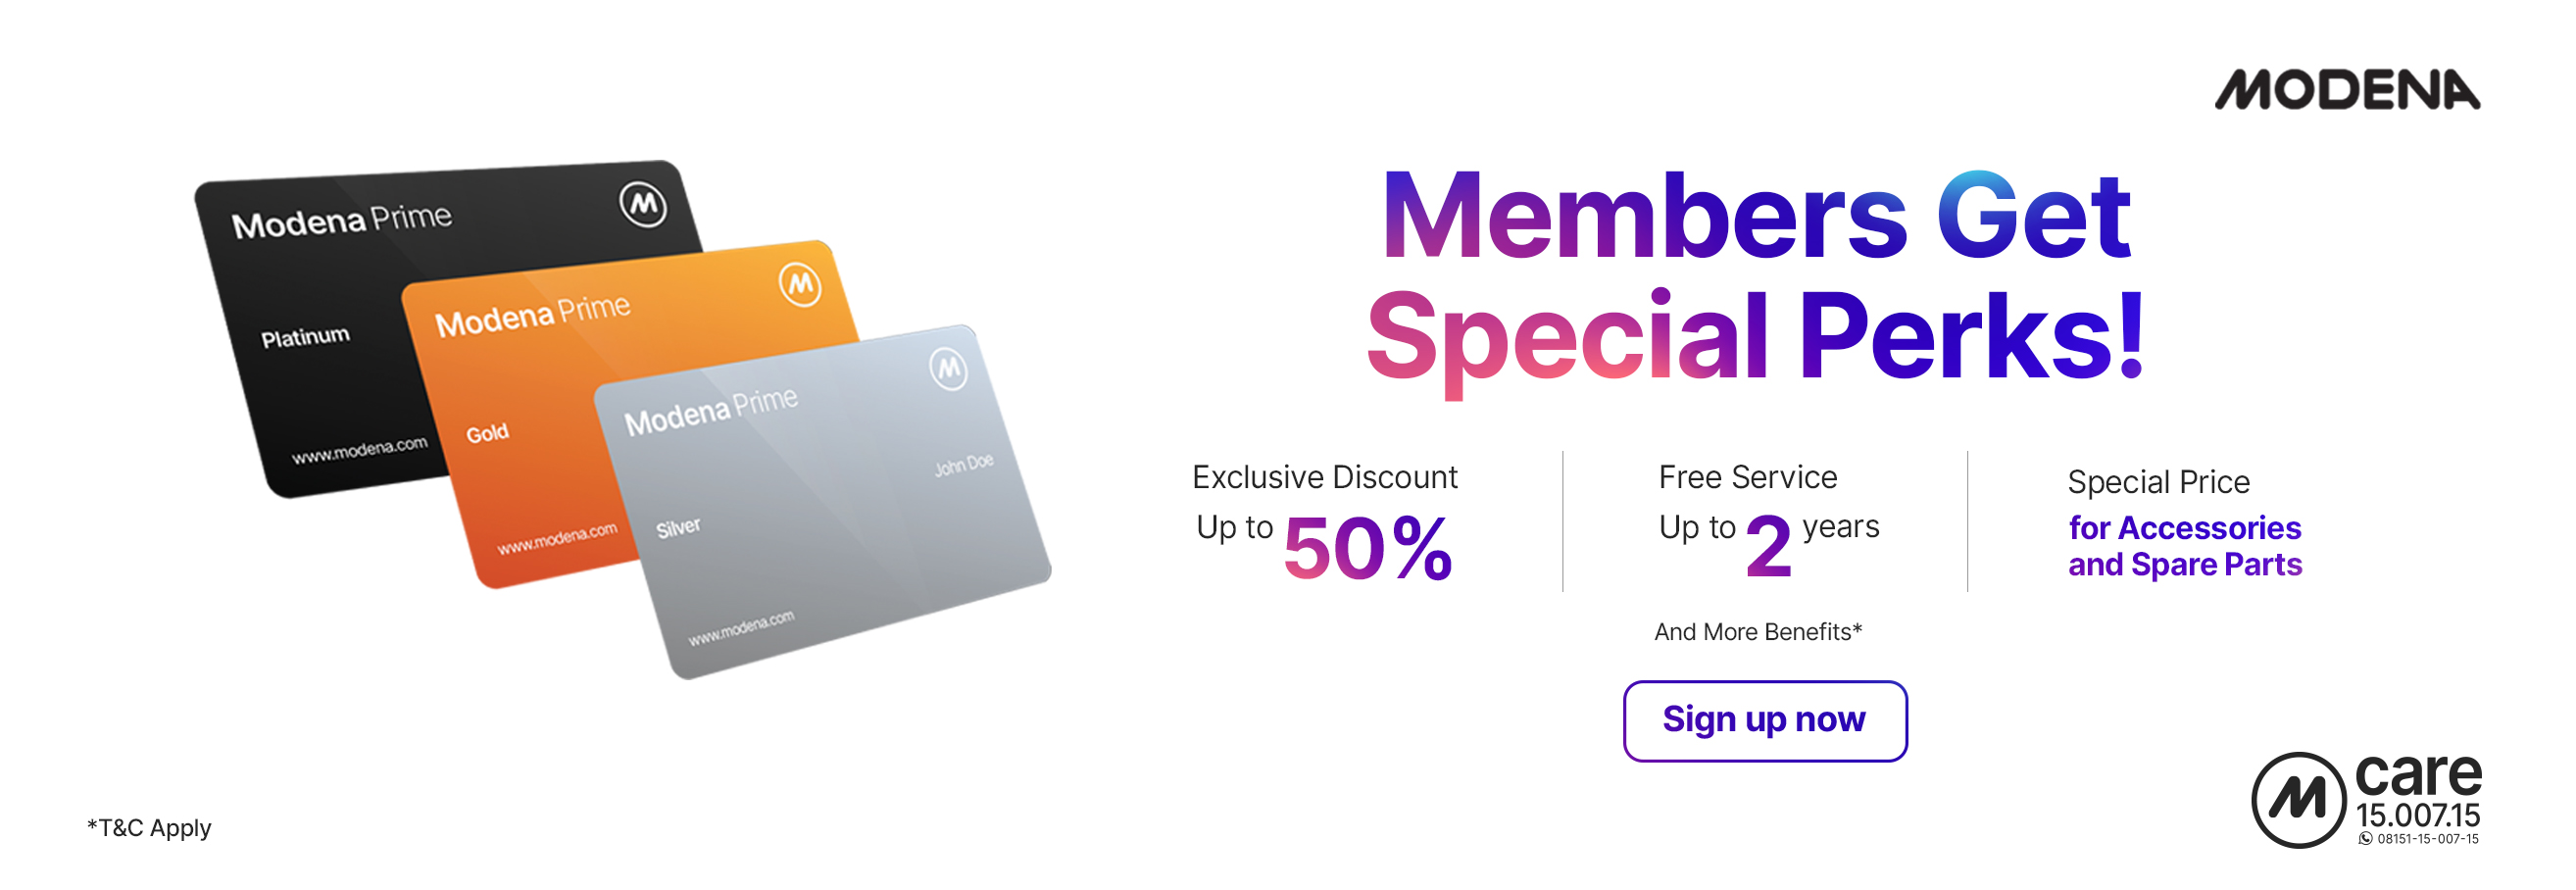 MODENA
Modena Prime
Platinum
www.modena.com
Modena Prime
Gold
www.modena.com
Modena Prime
John Doe
Silver
www.modena.com
Members Get
Special Perks!
Exclusive Discount
Up to 50%
Free Service
Up to 2 years
Special Price
for Accessories
and Spare Parts
And More Benefits*
Sign up now
*T&C Apply
M care
15.007.15
08151-15-007-15